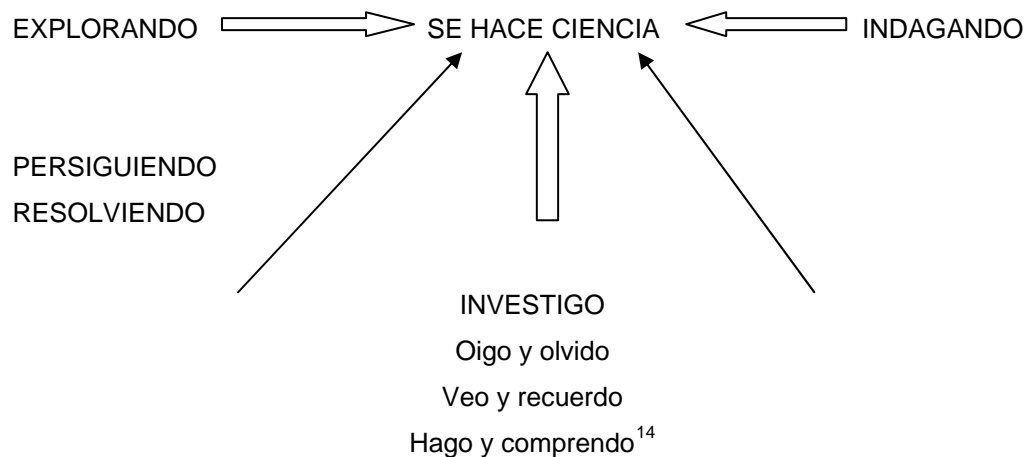 EXPLORANDO SE HACE CIENCIA INDAGANDO
PERSIGUIENDO
RESOLVIENDO
INVESTIGO
Oigo y olvido
Veo y recuerdo
Hago y comprendo14